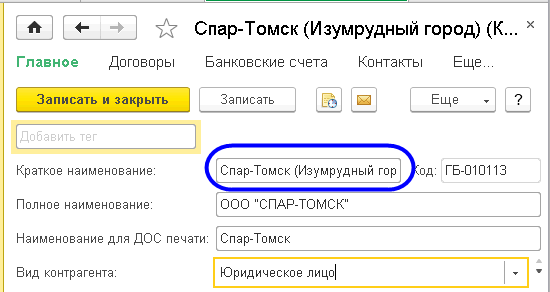 Спар-Томск (Изумрудный город) (К...
Главное Договоры Банковские счета Контакты Еще...
Записать и закрыть Записать Еще ?
Добавить тег
Краткое наименование: Спар-Томск (Изумрудный гор Код: ГБ-010113
Полное наименование: ООО "СПАР-ТОМСК"
Наименование для ДОС печати: Спар-Томск
Вид контрагента: Юридическое лицо